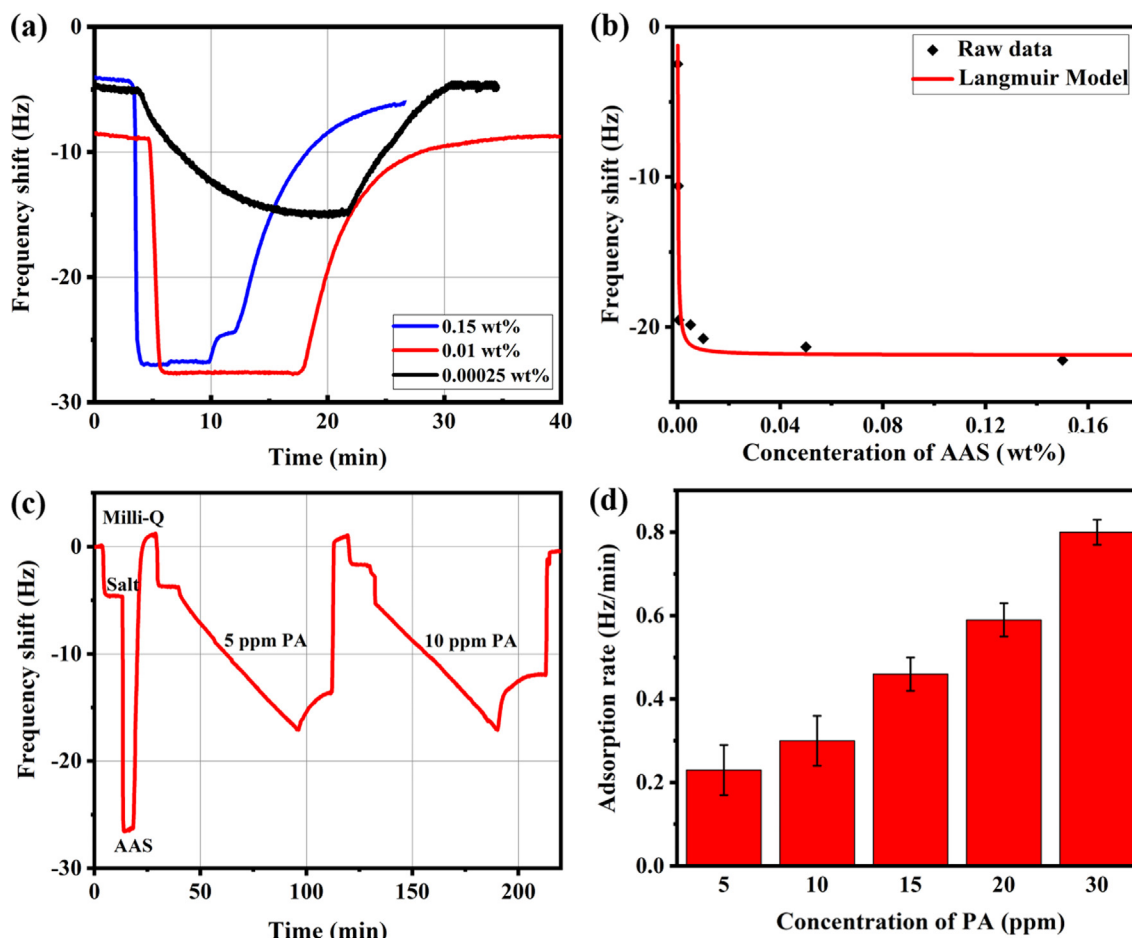 (a)
0
-10
-20
-30
Frequency shift (Hz)
0.15 wt%
0.01 wt%
0.00025 wt%
0 10 20 30 40
Time (min)
(b)
0
-10
-20
Frequency shift (Hz)
Raw data
Langmuir Model
0.00 0.04 0.08 0.12 0.16
Conceteration of AAS (wt%)
(c)
Milli-Q
0
-10
-20
-30
Frequency shift (Hz)
Salt
5 ppm PA
10 ppm PA
AAS
0 50 100 150 200
Time (min)
(d)
0.8
0.6
0.4
0.2
0.0
Adsorption rate (Hz/min)
5 10 15 20 30
Concentration of PA (ppm)